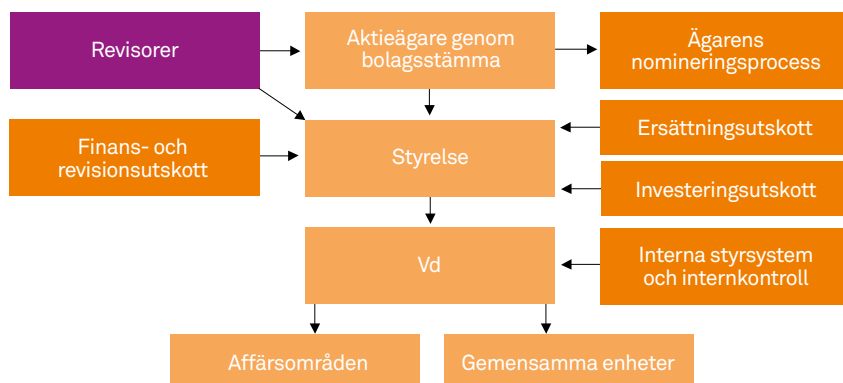 Revisorer
Aktieägare genom
bolagsstämma
Ägarens
nomineringsprocess
Finans- och
revisionsutskott
Styrelse
Ersättningsutskott
Investeringsutskott
Vd
Interna styrsystem
och internkontroll
Affärsområden
Gemensamma enheter